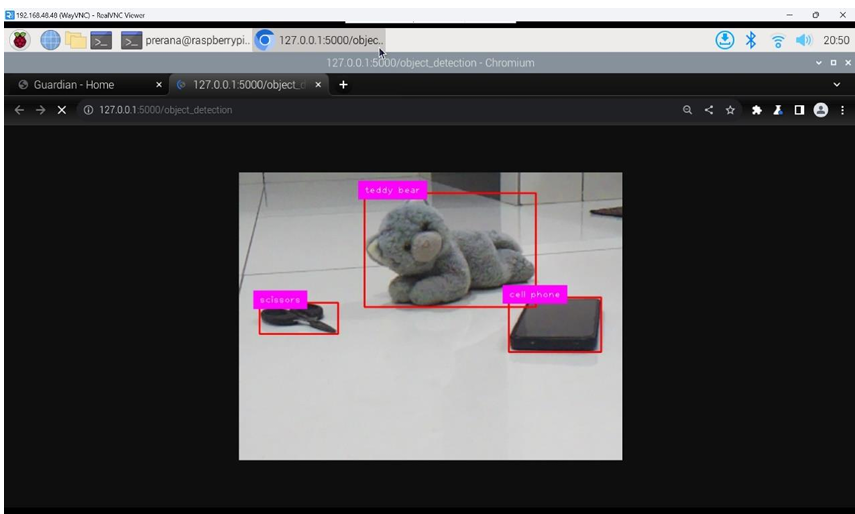 192.168.48.48 (WayVNC) - RealVNC Viewer
prerana@raspberrypi..
127.0.0.1:5000/objec..
20:50
127.0.0.1:5000/object_detection - Chromium
Guardian - Home
127.0.0.1:5000/object_d
127.0.0.1:5000/object_detection
teddy bear
scissors
cell phone